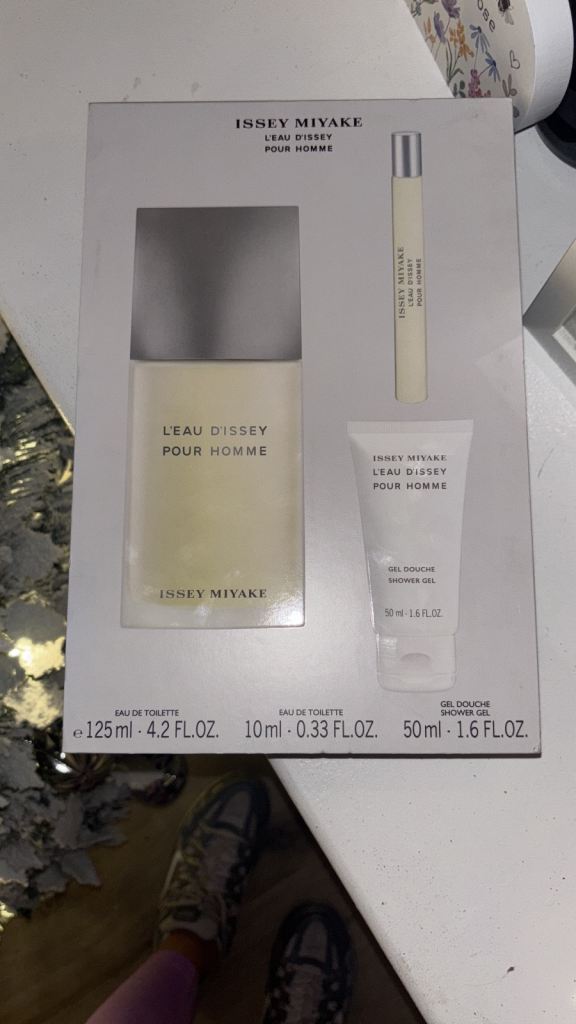 ISSEY MIYAKE
L'EAU D'ISSEY
POUR HOMME
ISSEY MIYAKE
L'EAU D'ISSEY
POUR HOMME
L'EAU D'ISSEY
POUR HOMME
ISSEY MIYAKE
ISSEY MIYAKE
L'EAU D'ISSEY
POUR HOMME
GEL DOUCHE
SHOWER GEL
50 ml · 1.6 FL.OZ.
EAU DE TOILETTE
℮ 125 ml · 4.2 FL.OZ.
EAU DE TOILETTE
10 ml · 0.33 FL.OZ.
GEL DOUCHE
SHOWER GEL
50 ml · 1.6 FL.OZ.